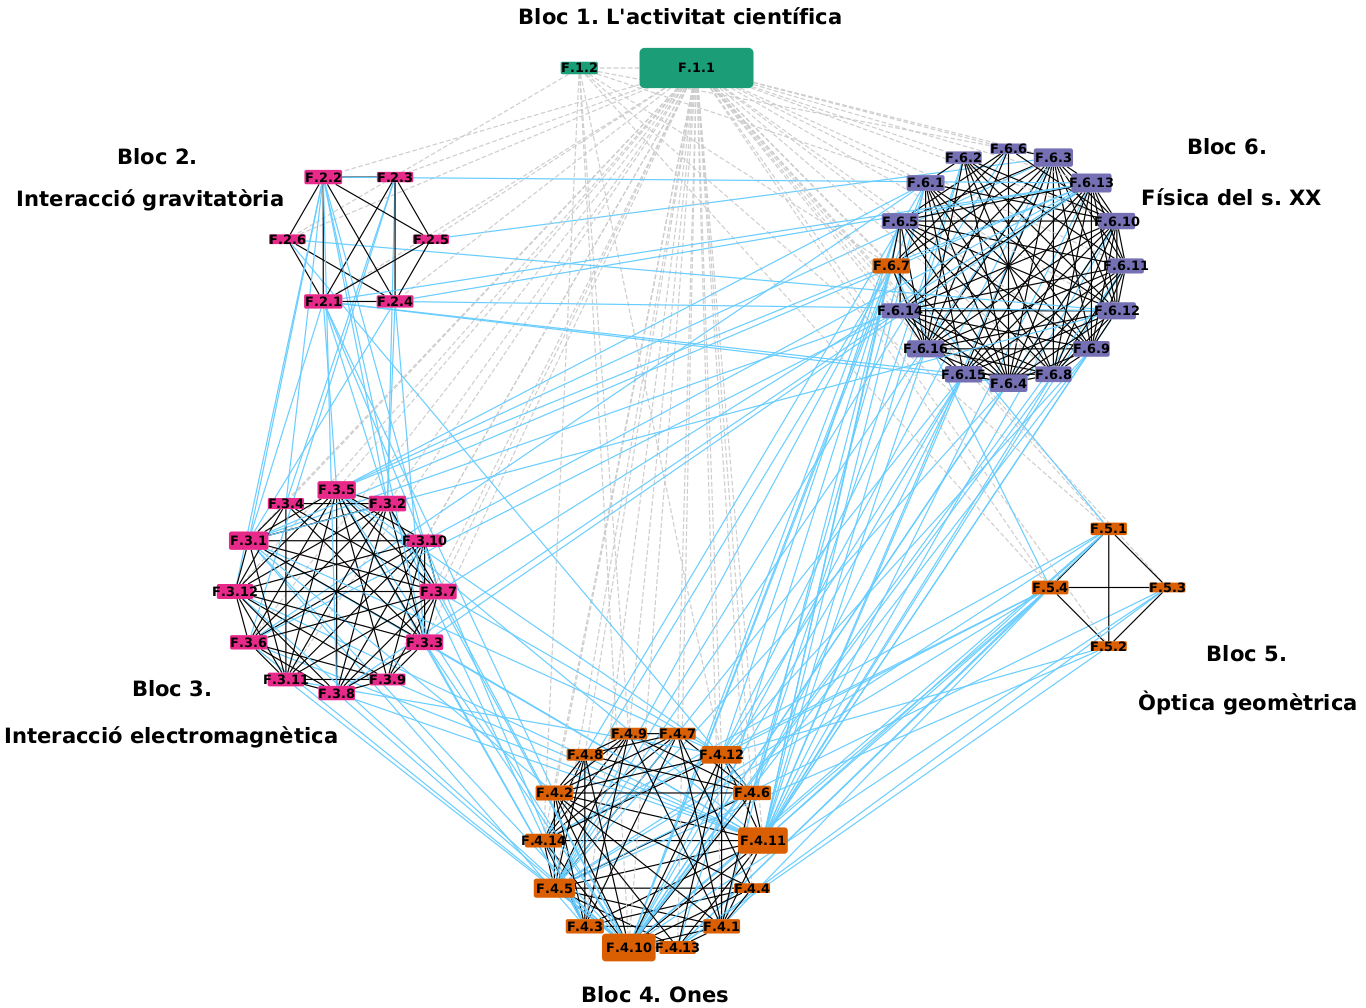 Bloc 1. L'activitat científica
F.1.2
F.1.1
Bloc 2.
Interacció gravitatòria
F.2.2
F.2.3
F.2.6
F.2.5
F.2.1
F.2.4
Bloc 6.
Física del s. XX
F.6.6
F.6.2
F.6.3
F.6.1
F.6.13
F.6.5
F.6.10
F.6.7
F.6.11
F.6.14
F.6.12
F.6.16
F.6.9
F.6.15
F.6.8
F.6.4
F.3.5
F.3.4
F.3.2
F.3.1
F.3.10
F.3.12
F.3.7
F.3.6
F.3.3
F.3.11
F.3.9
F.3.8
Bloc 3.
Interacció electromagnètica
F.5.1
F.5.4
F.5.3
F.5.2
Bloc 5.
Òptica geomètrica
F.4.9
F.4.7
F.4.8
F.4.12
F.4.2
F.4.6
F.4.14
F.4.11
F.4.5
F.4.4
F.4.3
F.4.1
F.4.10
F.4.13
Bloc 4. Ones